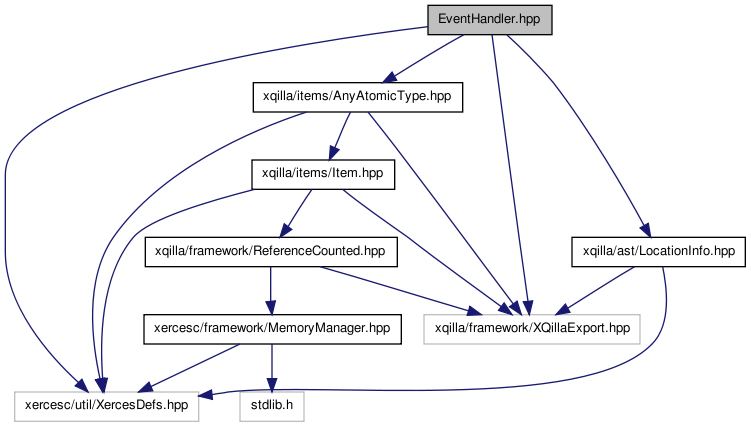 EventHandler.hpp
xqilla/items/AnyAtomicType.hpp
xqilla/items/Item.hpp
xqilla/framework/ReferenceCounted.hpp
xqilla/ast/LocationInfo.hpp
xercesc/framework/MemoryManager.hpp
xqilla/framework/XQillaExport.hpp
xercesc/util/XercesDefs.hpp
stdlib.h